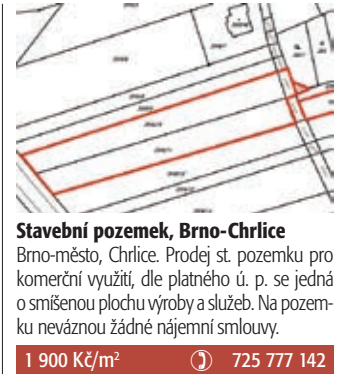 Stavební pozemek, Brno-Chrlice
Brno-město, Chrlice. Prodej st. pozemku pro
komerční využití, dle platného ú. p. se jedná
o smíšenou plochu výroby a služeb. Na pozem-
ku neváznou žádné nájemní smlouvy.
1 900 Kč/m² 725 777 142